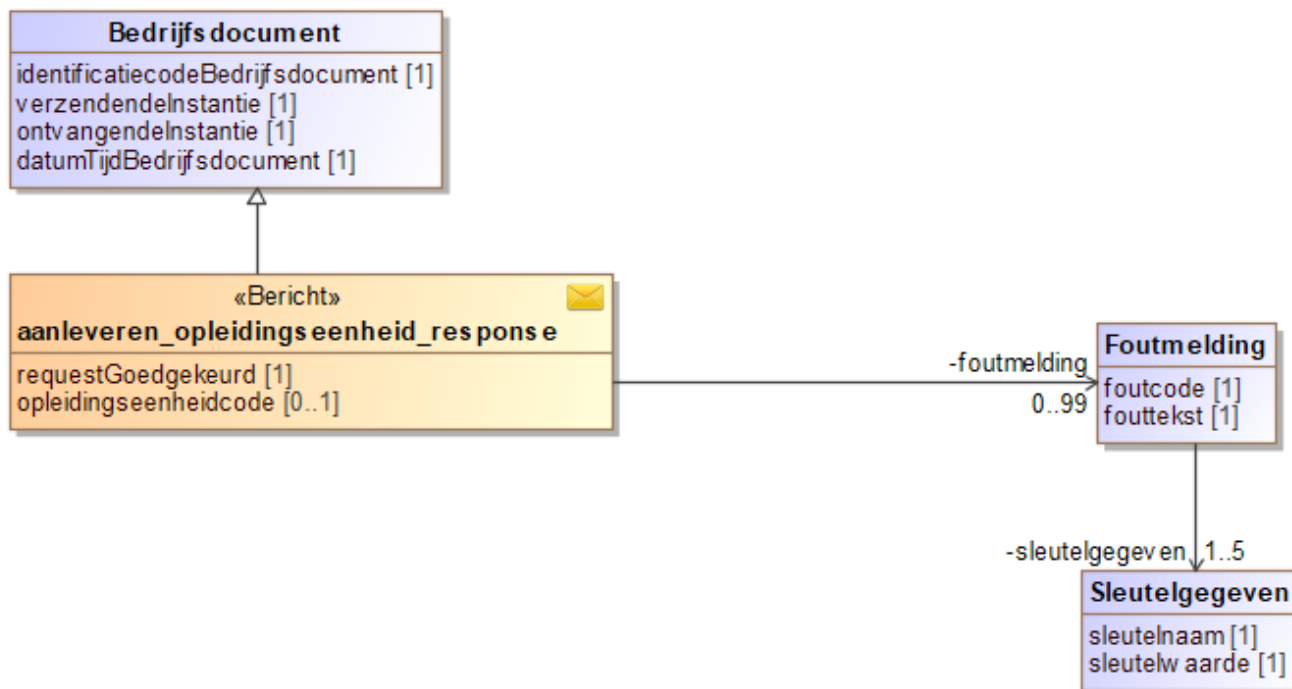 Bedrijfsdocument
identificatiecodeBedrijfsdocument [1]
verzendendeInstantie [1]
ontvangendeInstantie [1]
datumTijdBedrijfsdocument [1]
«Bericht»
aanleveren_opleidingseenheid_response
requestGoedgekeurd [1]
opleidingseenheidcode [0..1]
-foutmelding
0..99
Foutmelding
foutcode [1]
fouttekst [1]
-sleutelgegeven 1..5
Sleutelgegeven
sleutelnaam [1]
sleutelwaarde [1]